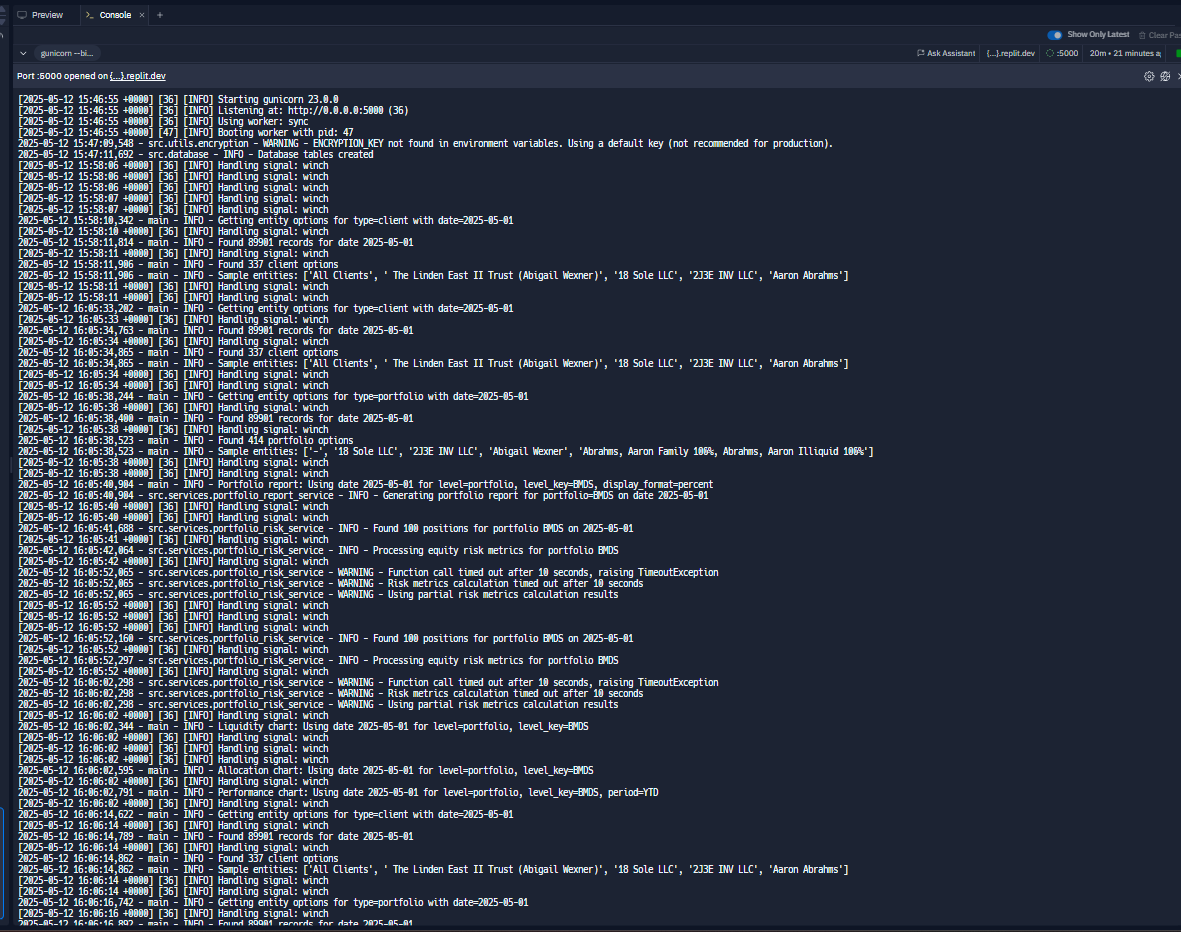 Preview
Console
Show Only Latest
Clear Pas
gunicorn --bi...
Ask Assistant
{...}.replit.dev
:5000
20m • 21 minutes a
Port :5000 opened on {...}.replit.dev
[2025-05-12 15:46:55 +0000] [36] [INFO] Starting gunicorn 23.0.0
[2025-05-12 15:46:55 +0000] [36] [INFO] Listening at: http://0.0.0.0:5000 (36)
[2025-05-12 15:46:55 +0000] [36] [INFO] Using worker: sync
[2025-05-12 15:46:55 +0000] [47] [INFO] Booting worker with pid: 47
2025-05-12 15:47:09,548 - src.utils.encryption - WARNING - ENCRYPTION_KEY not found in environment variables. Using a default key (not recommended for production).
2025-05-12 15:47:11,692 - src.database - INFO - Database tables created
[2025-05-12 15:58:06 +0000] [36] [INFO] Handling signal: winch
[2025-05-12 15:58:06 +0000] [36] [INFO] Handling signal: winch
[2025-05-12 15:58:06 +0000] [36] [INFO] Handling signal: winch
[2025-05-12 15:58:07 +0000] [36] [INFO] Handling signal: winch
[2025-05-12 15:58:07 +0000] [36] [INFO] Handling signal: winch
2025-05-12 15:58:10,342 - main - INFO - Getting entity options for type=client with date=2025-05-01
[2025-05-12 15:58:10 +0000] [36] [INFO] Handling signal: winch
2025-05-12 15:58:11,814 - main - INFO - Found 89901 records for date 2025-05-01
[2025-05-12 15:58:11 +0000] [36] [INFO] Handling signal: winch
2025-05-12 15:58:11,906 - main - INFO - Found 337 client options
2025-05-12 15:58:11,906 - main - INFO - Sample entities: ['All Clients', ' The Linden East II Trust (Abigail Wexner)', '18 Sole LLC', '2J3E INV LLC', 'Aaron Abrahms']
[2025-05-12 15:58:11 +0000] [36] [INFO] Handling signal: winch
[2025-05-12 15:58:11 +0000] [36] [INFO] Handling signal: winch
2025-05-12 16:05:33,202 - main - INFO - Getting entity options for type=client with date=2025-05-01
[2025-05-12 16:05:33 +0000] [36] [INFO] Handling signal: winch
2025-05-12 16:05:34,763 - main - INFO - Found 89901 records for date 2025-05-01
[2025-05-12 16:05:34 +0000] [36] [INFO] Handling signal: winch
2025-05-12 16:05:34,865 - main - INFO - Found 337 client options
2025-05-12 16:05:34,865 - main - INFO - Sample entities: ['All Clients', ' The Linden East II Trust (Abigail Wexner)', '18 Sole LLC', '2J3E INV LLC', 'Aaron Abrahms']
[2025-05-12 16:05:34 +0000] [36] [INFO] Handling signal: winch
[2025-05-12 16:05:34 +0000] [36] [INFO] Handling signal: winch
2025-05-12 16:05:38,244 - main - INFO - Getting entity options for type=portfolio with date=2025-05-01
[2025-05-12 16:05:38 +0000] [36] [INFO] Handling signal: winch
2025-05-12 16:05:38,400 - main - INFO - Found 89901 records for date 2025-05-01
[2025-05-12 16:05:38 +0000] [36] [INFO] Handling signal: winch
2025-05-12 16:05:38,523 - main - INFO - Found 414 portfolio options
2025-05-12 16:05:38,523 - main - INFO - Sample entities: ['-', '18 Sole LLC', '2J3E INV LLC', 'Abigail Wexner', 'Abrahms, Aaron Family 106%, Abrahms, Aaron Illiquid 106%']
[2025-05-12 16:05:38 +0000] [36] [INFO] Handling signal: winch
[2025-05-12 16:05:38 +0000] [36] [INFO] Handling signal: winch
2025-05-12 16:05:40,904 - main - INFO - Portfolio report: Using date 2025-05-01 for level=portfolio, level_key=BMDS, display_format=percent
2025-05-12 16:05:40,904 - src.services.portfolio_report_service - INFO - Generating portfolio report for portfolio=BMDS on date 2025-05-01
[2025-05-12 16:05:40 +0000] [36] [INFO] Handling signal: winch
[2025-05-12 16:05:40 +0000] [36] [INFO] Handling signal: winch
2025-05-12 16:05:41,688 - src.services.portfolio_risk_service - INFO - Found 100 positions for portfolio BMDS on 2025-05-01
[2025-05-12 16:05:41 +0000] [36] [INFO] Handling signal: winch
2025-05-12 16:05:42,064 - src.services.portfolio_risk_service - INFO - Processing equity risk metrics for portfolio BMDS
[2025-05-12 16:05:42 +0000] [36] [INFO] Handling signal: winch
2025-05-12 16:05:52,065 - src.services.portfolio_risk_service - WARNING - Function call timed out after 10 seconds, raising TimeoutException
2025-05-12 16:05:52,065 - src.services.portfolio_risk_service - WARNING - Risk metrics calculation timed out after 10 seconds
2025-05-12 16:05:52,065 - src.services.portfolio_risk_service - WARNING - Using partial risk metrics calculation results
[2025-05-12 16:05:52 +0000] [36] [INFO] Handling signal: winch
[2025-05-12 16:05:52 +0000] [36] [INFO] Handling signal: winch
[2025-05-12 16:05:52 +0000] [36] [INFO] Handling signal: winch
2025-05-12 16:05:52,160 - src.services.portfolio_risk_service - INFO - Found 100 positions for portfolio BMDS on 2025-05-01
[2025-05-12 16:05:52 +0000] [36] [INFO] Handling signal: winch
2025-05-12 16:05:52,297 - src.services.portfolio_risk_service - INFO - Processing equity risk metrics for portfolio BMDS
[2025-05-12 16:05:52 +0000] [36] [INFO] Handling signal: winch
2025-05-12 16:06:02,298 - src.services.portfolio_risk_service - WARNING - Function call timed out after 10 seconds, raising TimeoutException
2025-05-12 16:06:02,298 - src.services.portfolio_risk_service - WARNING - Risk metrics calculation timed out after 10 seconds
2025-05-12 16:06:02,298 - src.services.portfolio_risk_service - WARNING - Using partial risk metrics calculation results
[2025-05-12 16:06:02 +0000] [36] [INFO] Handling signal: winch
2025-05-12 16:06:02,344 - main - INFO - Liquidity chart: Using date 2025-05-01 for level=portfolio, level_key=BMDS
[2025-05-12 16:06:02 +0000] [36] [INFO] Handling signal: winch
[2025-05-12 16:06:02 +0000] [36] [INFO] Handling signal: winch
[2025-05-12 16:06:02 +0000] [36] [INFO] Handling signal: winch
2025-05-12 16:06:02,595 - main - INFO - Allocation chart: Using date 2025-05-01 for level=portfolio, level_key=BMDS
[2025-05-12 16:06:02 +0000] [36] [INFO] Handling signal: winch
2025-05-12 16:06:02,791 - main - INFO - Performance chart: Using date 2025-05-01 for level=portfolio, level_key=BMDS, period=YTD
[2025-05-12 16:06:02 +0000] [36] [INFO] Handling signal: winch
2025-05-12 16:06:14,622 - main - INFO - Getting entity options for type=client with date=2025-05-01
[2025-05-12 16:06:14 +0000] [36] [INFO] Handling signal: winch
2025-05-12 16:06:14,789 - main - INFO - Found 89901 records for date 2025-05-01
[2025-05-12 16:06:14 +0000] [36] [INFO] Handling signal: winch
2025-05-12 16:06:14,862 - main - INFO - Found 337 client options
2025-05-12 16:06:14,862 - main - INFO - Sample entities: ['All Clients', ' The Linden East II Trust (Abigail Wexner)', '18 Sole LLC', '2J3E INV LLC', 'Aaron Abrahms']
[2025-05-12 16:06:14 +0000] [36] [INFO] Handling signal: winch
[2025-05-12 16:06:14 +0000] [36] [INFO] Handling signal: winch
2025-05-12 16:06:16,742 - main - INFO - Getting entity options for type=portfolio with date=2025-05-01
[2025-05-12 16:06:16 +0000] [36] [INFO] Handling signal: winch
2025-05-12 16:06:16,892 - main - INFO - Found 89901 records for date 2025-05-01